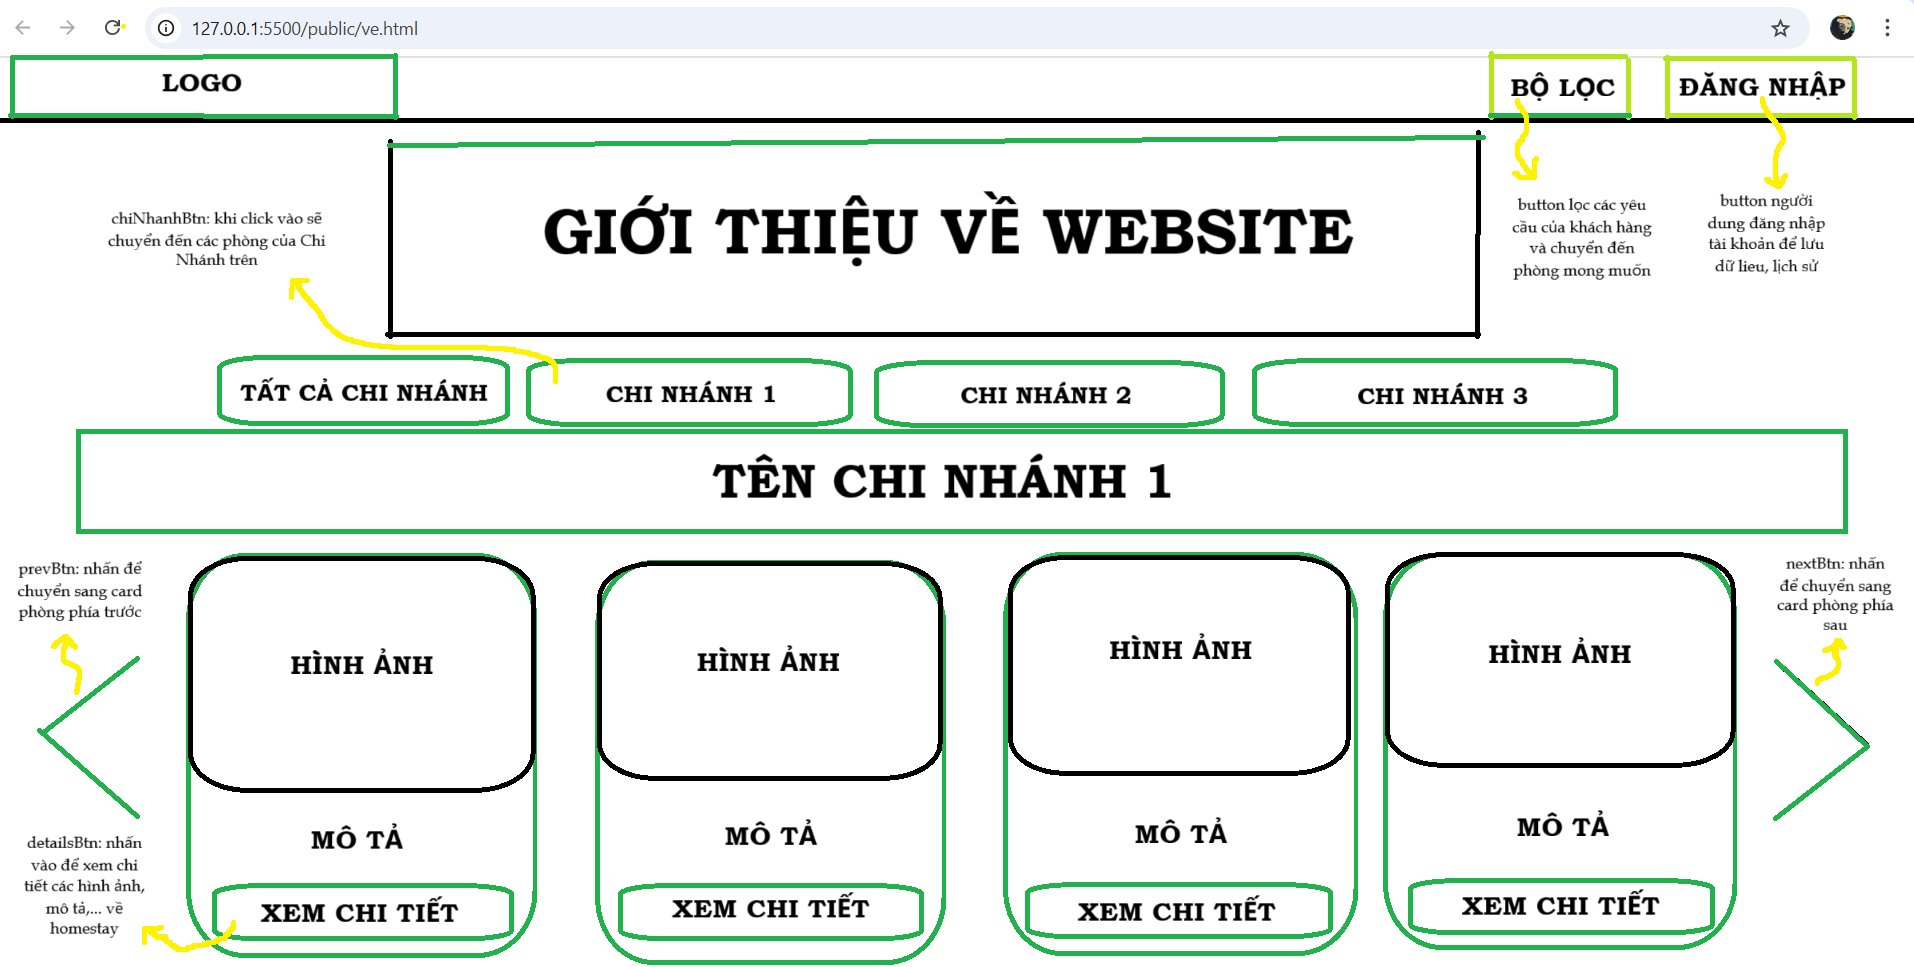 127.0.0.1:5500/public/ve.html
LOGO
BỘ LỌC
ĐĂNG NHẬP
GIỚI THIỆU VỀ WEBSITE
chiNhanhBtn: khi click vào sẽ
chuyển đến các phòng của Chi
Nhánh trên
button lọc các yêu
cầu của khách hàng
và chuyển đến
phòng mong muốn
button người
dung đăng nhập
tài khoản để lưu
dữ lieu, lịch sử
TẤT CẢ CHI NHÁNH
CHI NHÁNH 1
CHI NHÁNH 2
CHI NHÁNH 3
TÊN CHI NHÁNH 1
prevBtn: nhấn để
chuyển sang card
phòng phía trước
nextBtn: nhấn
để chuyển sang
card phòng phía
sau
HÌNH ẢNH
HÌNH ẢNH
HÌNH ẢNH
HÌNH ẢNH
MÔ TẢ
MÔ TẢ
MÔ TẢ
MÔ TẢ
detailsBtn: nhấn
vào để xem chi
tiết các hình ảnh,
mô tả,... về
homestay
XEM CHI TIẾT
XEM CHI TIẾT
XEM CHI TIẾT
XEM CHI TIẾT